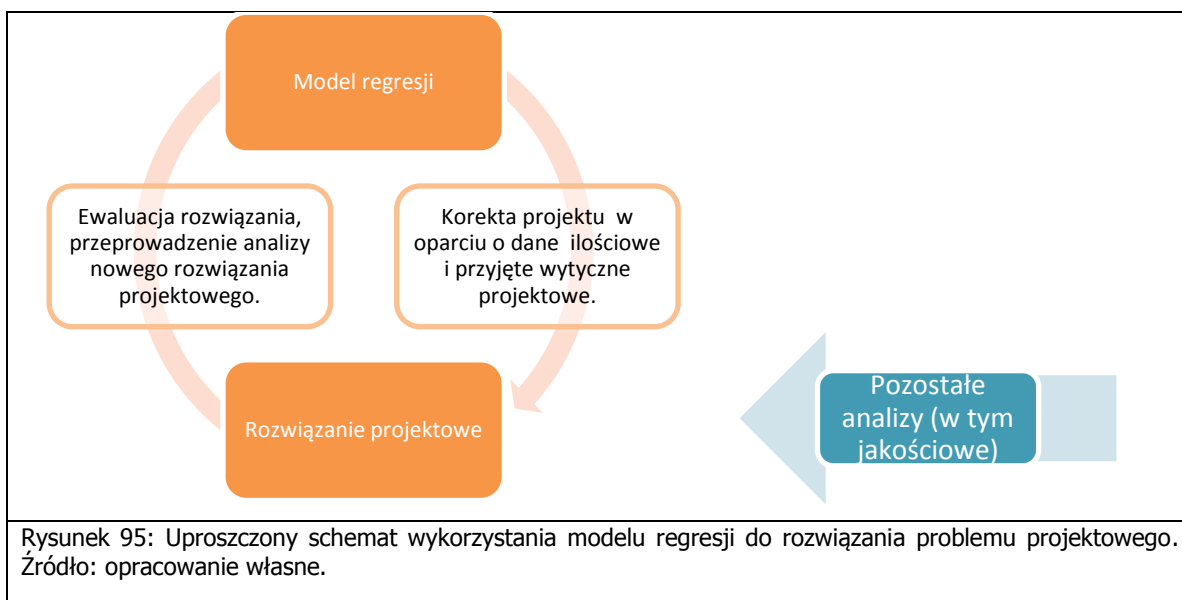 Model regresji
Ewaluacja rozwiązania,
przeprowadzenie analizy
nowego rozwiązania
projektowego.
Korekta projektu w
oparciu o dane ilościowe
i przyjęte wytyczne
projektowe.
Rozwiązanie projektowe
Pozostałe
analizy (w tym
jakościowe)
Rysunek 95: Uproszczony schemat wykorzystania modelu regresji do rozwiązania problemu projektowego.
Źródło: opracowanie własne.